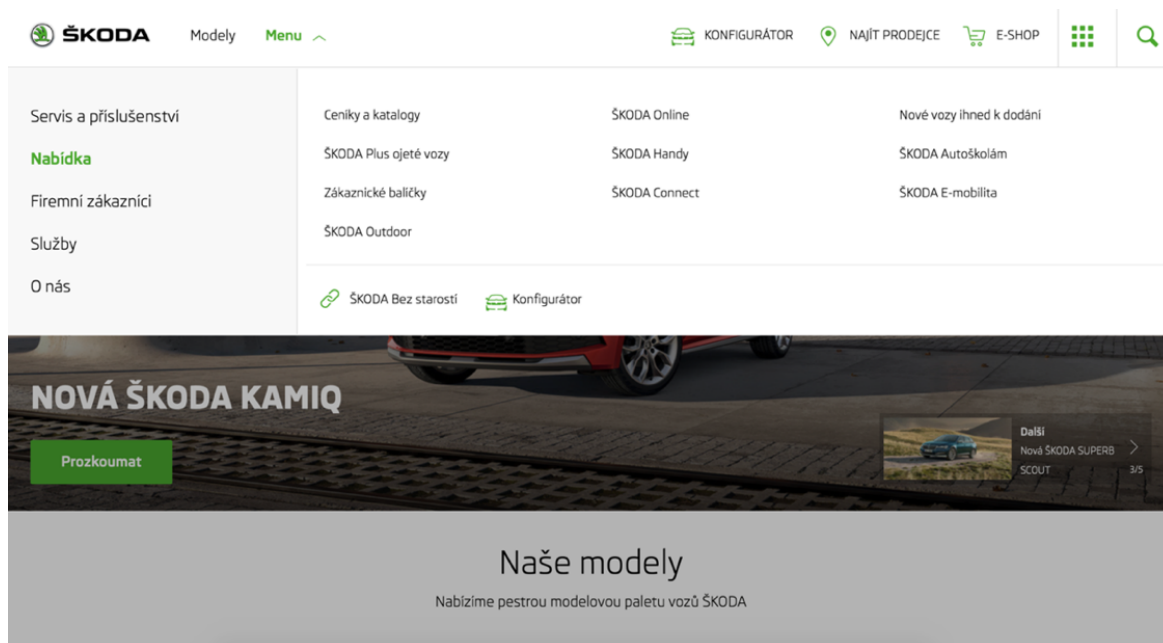 ŠKODA
Modely
Menu
KONFIGURÁTOR
NAJÍT PRODEJCE
E-SHOP
Servis a příslušenství
Nabídka
Firemní zákazníci
Služby
O nás
Ceníky a katalogy
ŠKODA Online
Nové vozy ihned k dodání
ŠKODA Plus ojeté vozy
ŠKODA Handy
ŠKODA Autoškolám
Zákaznické balíčky
ŠKODA Connect
ŠKODA E-mobilita
ŠKODA Outdoor
ŠKODA Bez starostí
Konfigurátor
NOVÁ ŠKODA KAMIQ
Prozkoumat
Další
Nová ŠKODA SUPERB
SCOUT
3/5
Naše modely
Nabízíme pestrou modelovou paletu vozů ŠKODA